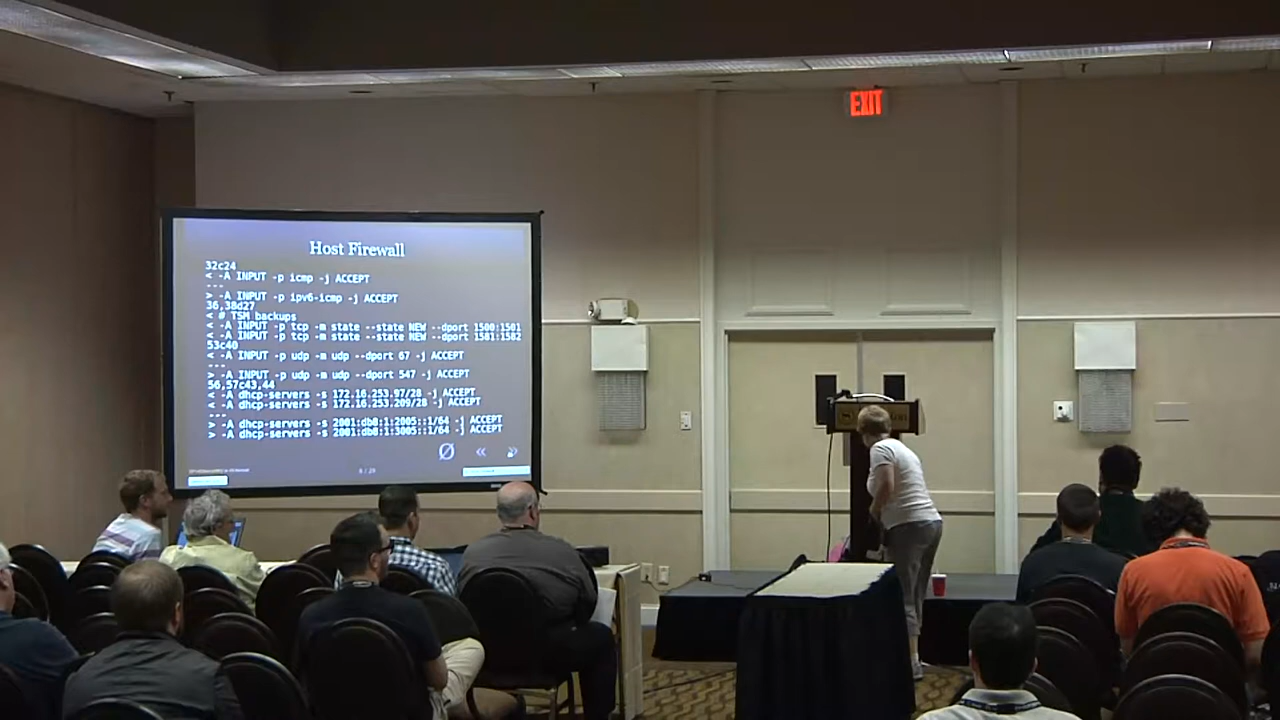 EXIT
Host Firewall
32c24
< -A INPUT -p icmp -j ACCEPT
---
> -A INPUT -p ipv6-icmp -j ACCEPT
36,38d27
< # TSM backups
< -A INPUT -p tcp -m state --state NEW --dport 1500:1501
< -A INPUT -p tcp -m state --state NEW --dport 1581:1582
53c40
< -A INPUT -p udp -m udp --dport 67 -j ACCEPT
---
> -A INPUT -p udp -m udp --dport 547 -j ACCEPT
56,57c43,44
< -A dhcp-servers -s 172.16.253.97/28 -j ACCEPT
< -A dhcp-servers -s 172.16.253.209/28 -j ACCEPT
---
> -A dhcp-servers -s 2001:db8:1:2005::1/64 -j ACCEPT
> -A dhcp-servers -s 2001:db8:1:3005::1/64 -j ACCEPT